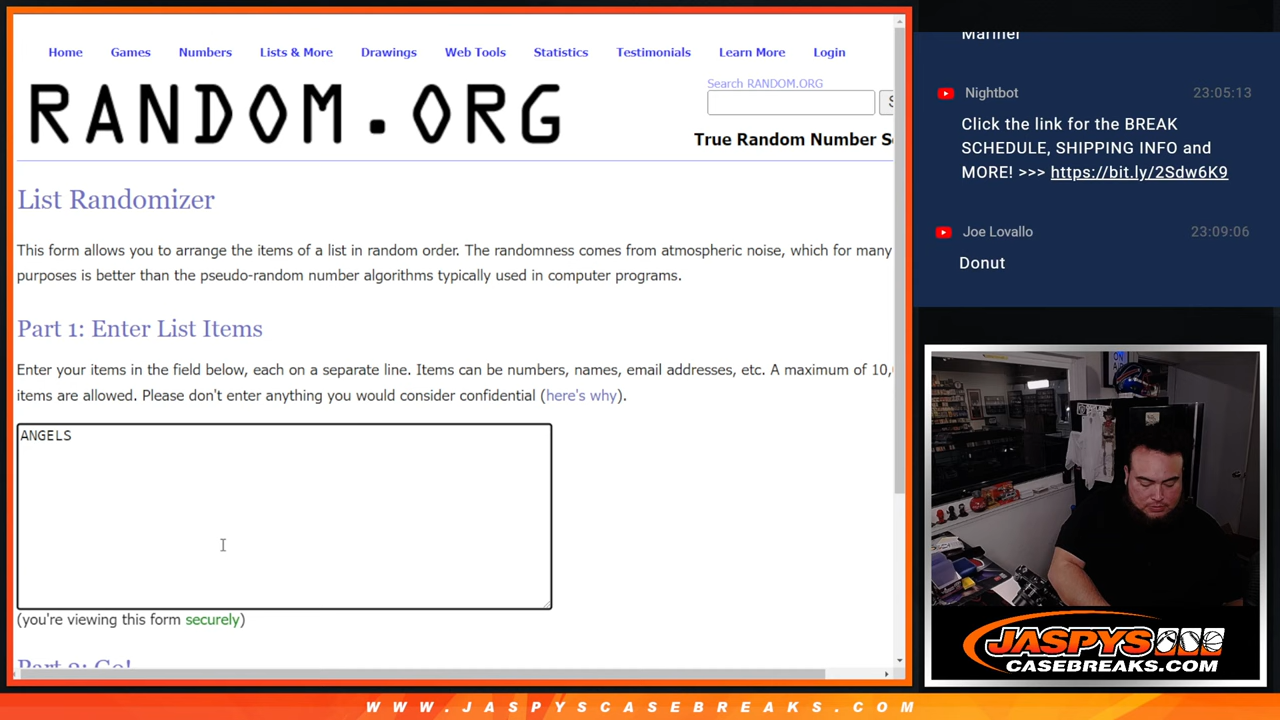 Home Games Numbers Lists & More Drawings Web Tools Statistics Testimonials Learn More Login
RANDOM.ORG
Search RANDOM.ORG
True Random Number
List Randomizer
This form allows you to arrange the items of a list in random order. The randomness comes from atmospheric noise, which for many
purposes is better than the pseudo-random number algorithms typically used in computer programs.
Part 1: Enter List Items
Enter your items in the field below, each on a separate line. Items can be numbers, names, email addresses, etc. A maximum of 10,
items are allowed. Please don't enter anything you would consider confidential (here's why).
ANGELS
(you're viewing this form securely)
Part 2: Go!
Mariner
Nightbot 23:05:13
Click the link for the BREAK
SCHEDULE, SHIPPING INFO and
MORE! >>> https://bit.ly/2Sdw6K9
Joe Lovallo 23:09:06
Donut
JASPYS
CASEBREAKS.COM
WWW.JASPYSCASEBREAKS.COM